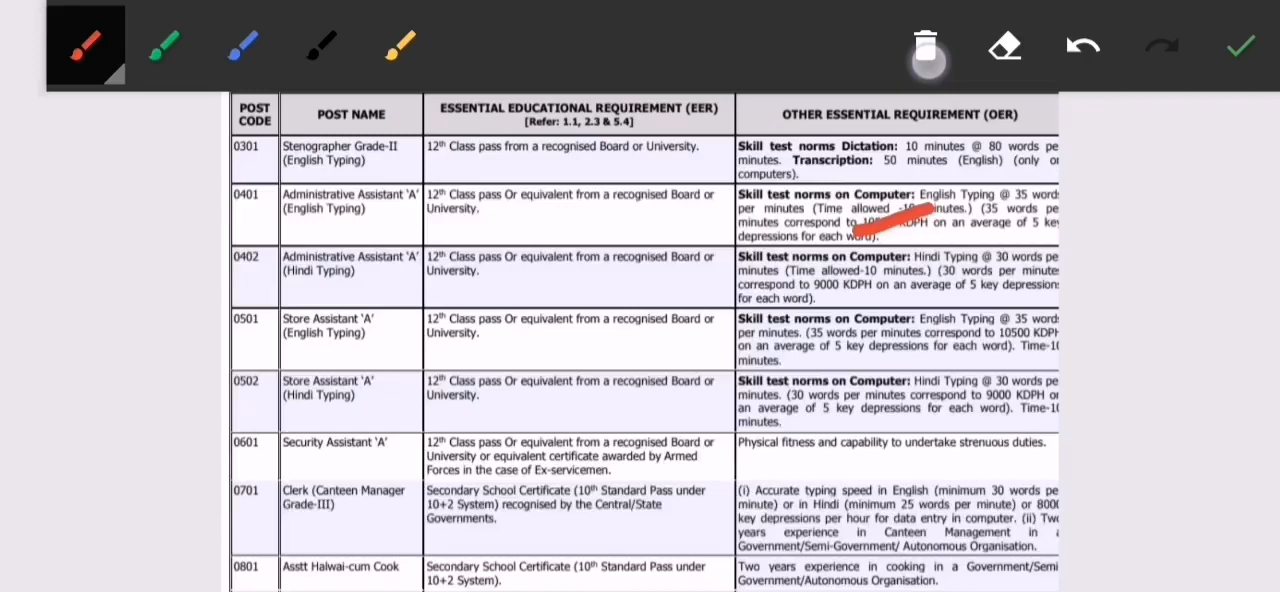 POST CODE
POST NAME
ESSENTIAL EDUCATIONAL REQUIREMENT (EER)
[Refer: 1.1, 2.3 & 5.4]
OTHER ESSENTIAL REQUIREMENT (OER)
0301
Stenographer Grade-II
(English Typing)
12th Class pass from a recognised Board or University.
Skill test norms Dictation: 10 minutes @ 80 words pe
minutes. Transcription: 50 minutes (English) (only or
computers).
0401
Administrative Assistant 'A'
(English Typing)
12th Class pass Or equivalent from a recognised Board or
University.
Skill test norms on Computer: English Typing @ 35 word
per minutes (Time allowed (35 words pe
minutes correspond to KDPH on an average of 5 key
depressions for each word).
0402
Administrative Assistant 'A'
(Hindi Typing)
12th Class pass Or equivalent from a recognised Board or
University.
Skill test norms on Computer: Hindi Typing @ 30 words pe
minutes (Time allowed-10 minutes.) (30 words per minute
correspond to 9000 KDPH on an average of 5 key depression
for each word).
0501
Store Assistant 'A'
(English Typing)
12th Class pass Or equivalent from a recognised Board or
University.
Skill test norms on Computer: English Typing @ 35 word
per minutes. (35 words per minutes correspond to 10500 KDPH
on an average of 5 key depressions for each word). Time-10
minutes.
0502
Store Assistant 'A'
(Hindi Typing)
12th Class pass Or equivalent from a recognised Board or
University.
Skill test norms on Computer: Hindi Typing @ 30 words pe
minutes. (30 words per minutes correspond to 9000 KDPH or
an average of 5 key depressions for each word). Time-10
minutes.
0601
Security Assistant 'A'
12th Class pass Or equivalent from a recognised Board or
University or equivalent certificate awarded by Armed
Forces in the case of Ex-servicemen.
Physical fitness and capability to undertake strenuous duties.
0701
Clerk (Canteen Manager
Grade-III)
Secondary School Certificate (10th Standard Pass under
10+2 System) recognised by the Central/State
Governments.
(i) Accurate typing speed in English (minimum 30 words pe
minute) or in Hindi (minimum 25 words per minute) or 8000
key depressions per hour for data entry in computer. (ii) Two
years experience in Canteen Management in a
Government/Semi-Government/ Autonomous Organisation.
0801
Asstt Halwai-cum Cook
Secondary School Certificate (10th Standard Pass under
10+2 System).
Two years experience in cooking in a Government/Semi
Government/Autonomous Organisation.